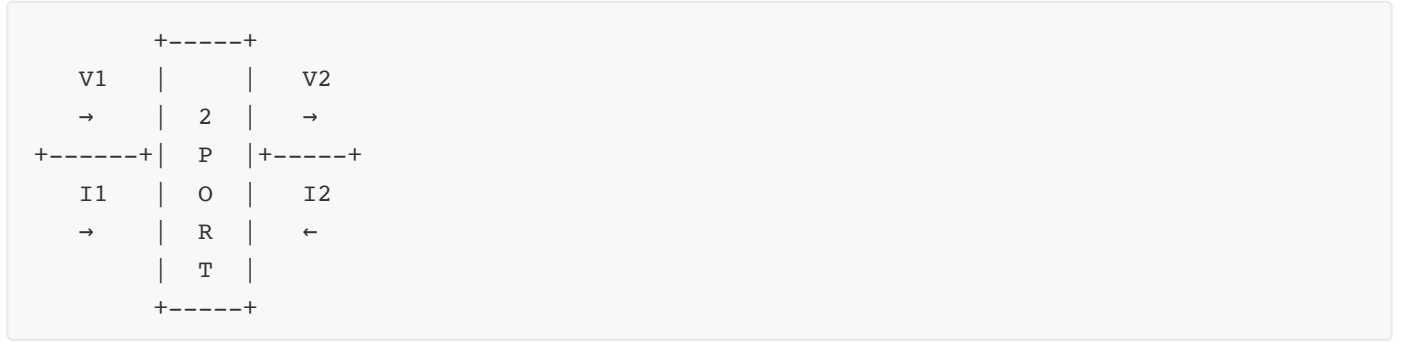 +-----+
V1 | | V2
→ | 2 | →
+------+| P |+-----+
I1 | O | I2
→ | R | ←
| T |
+-----+